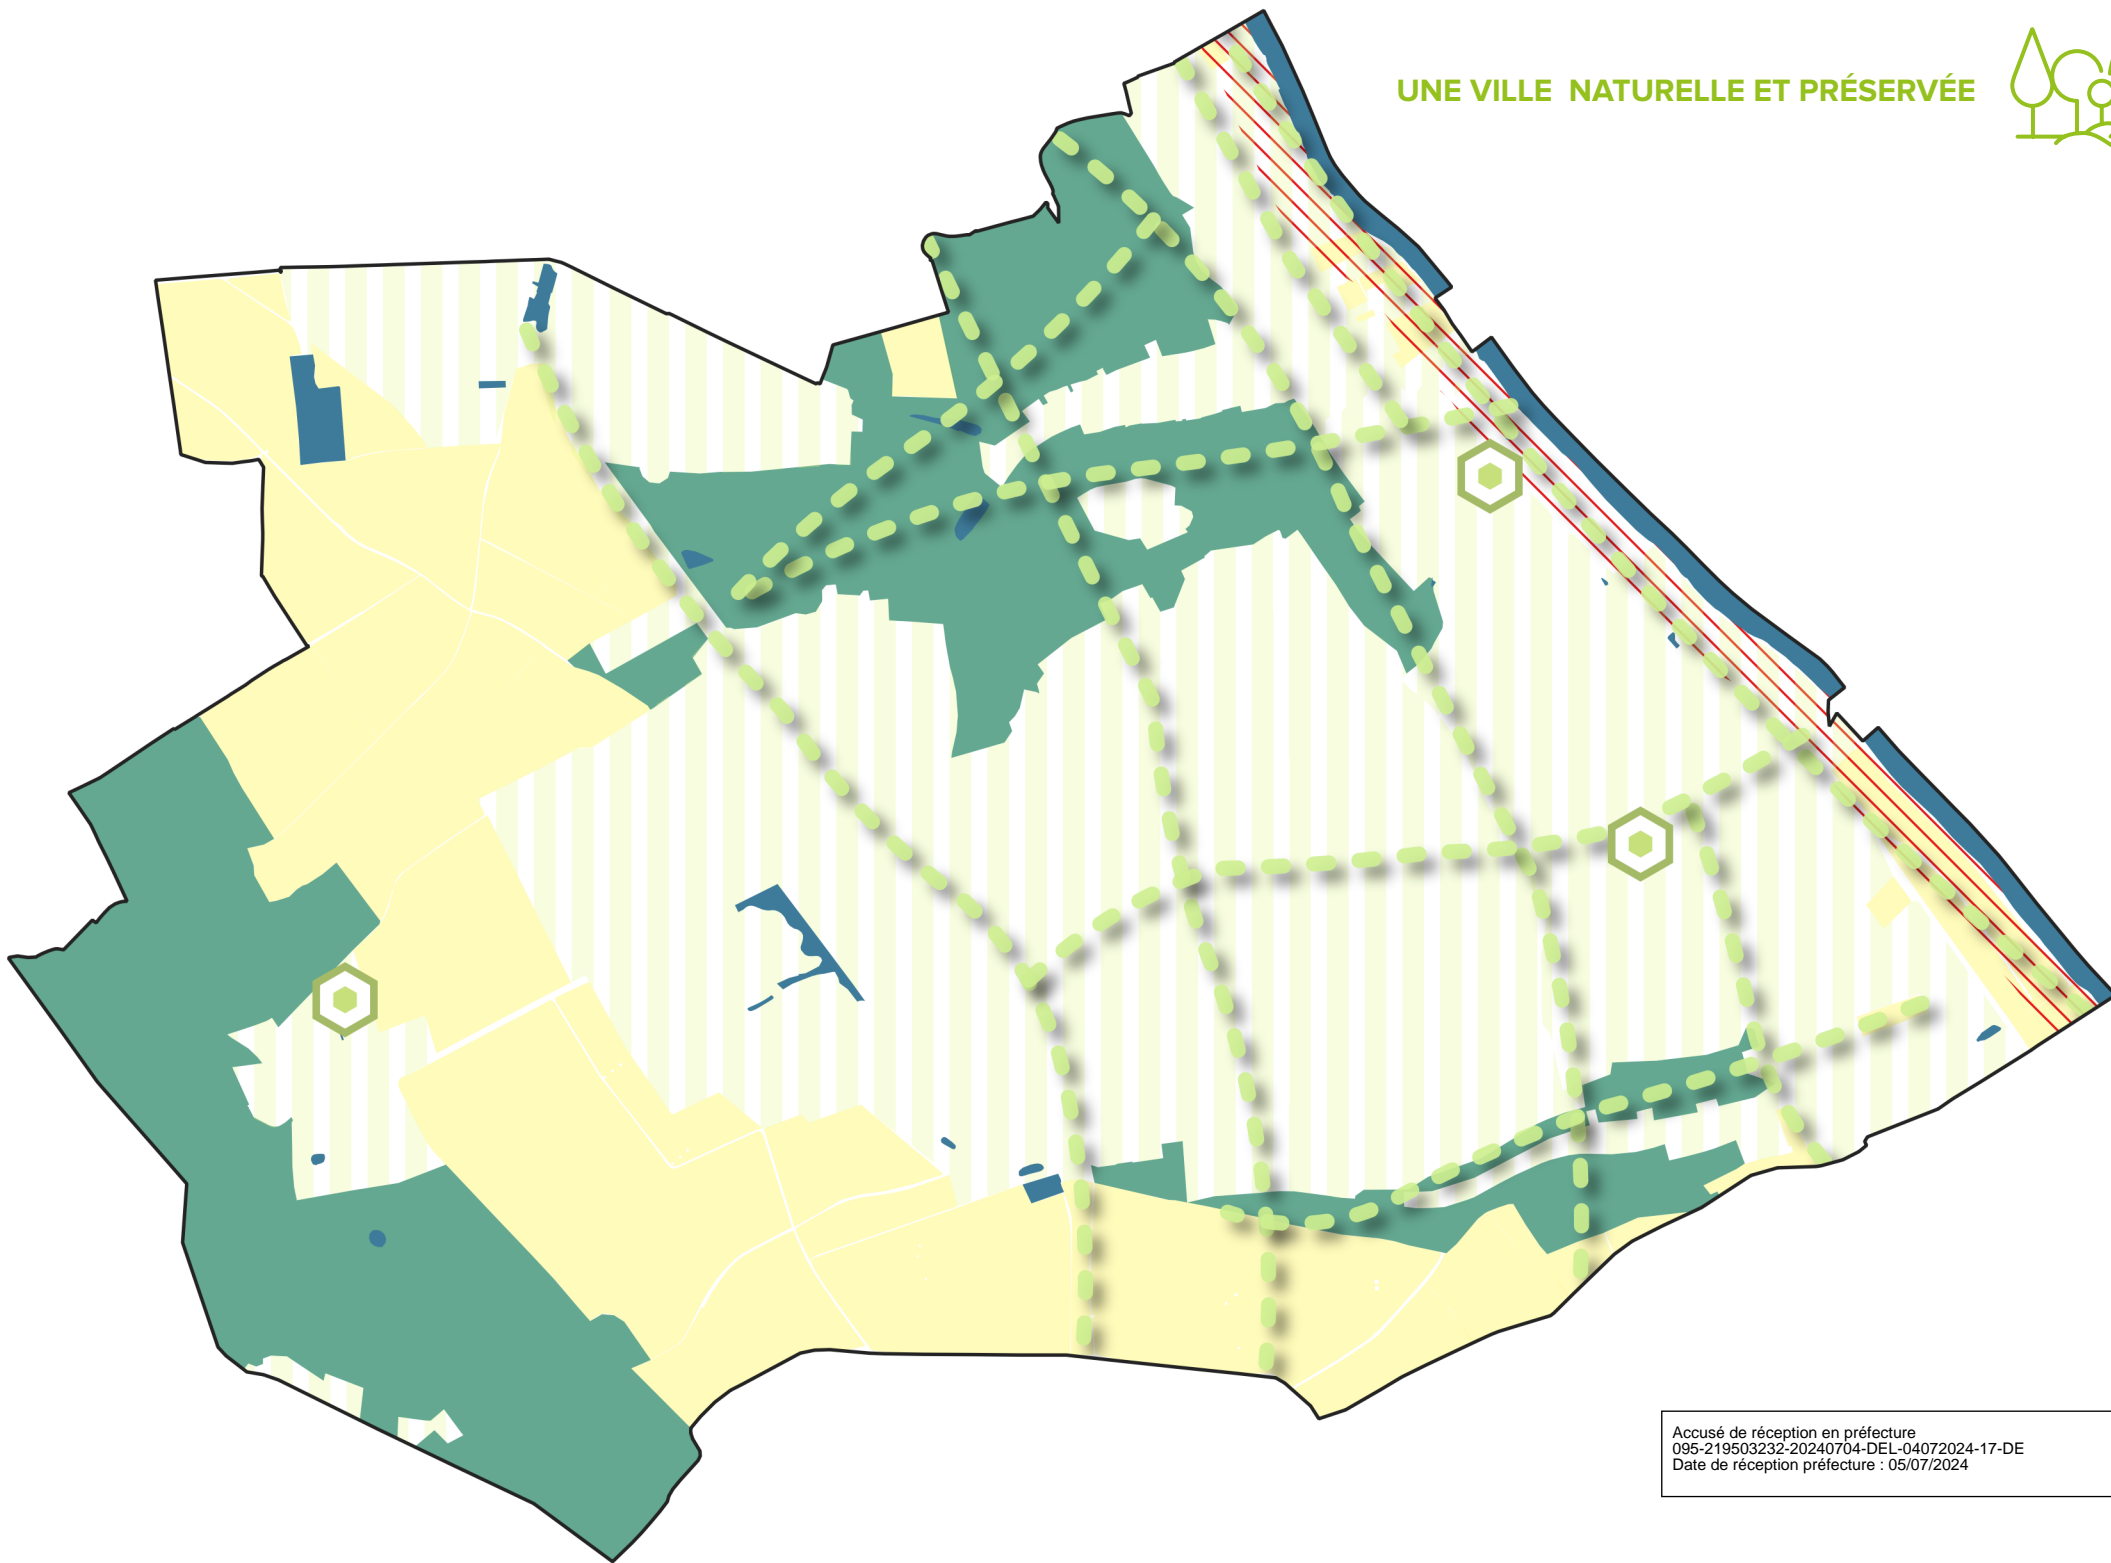 UNE VILLE NATURELLE ET PRÉSERVÉE
Accusé de réception en préfecture
095-219503232-20240704-DEL-04072024-17-DE
Date de réception préfecture : 05/07/2024